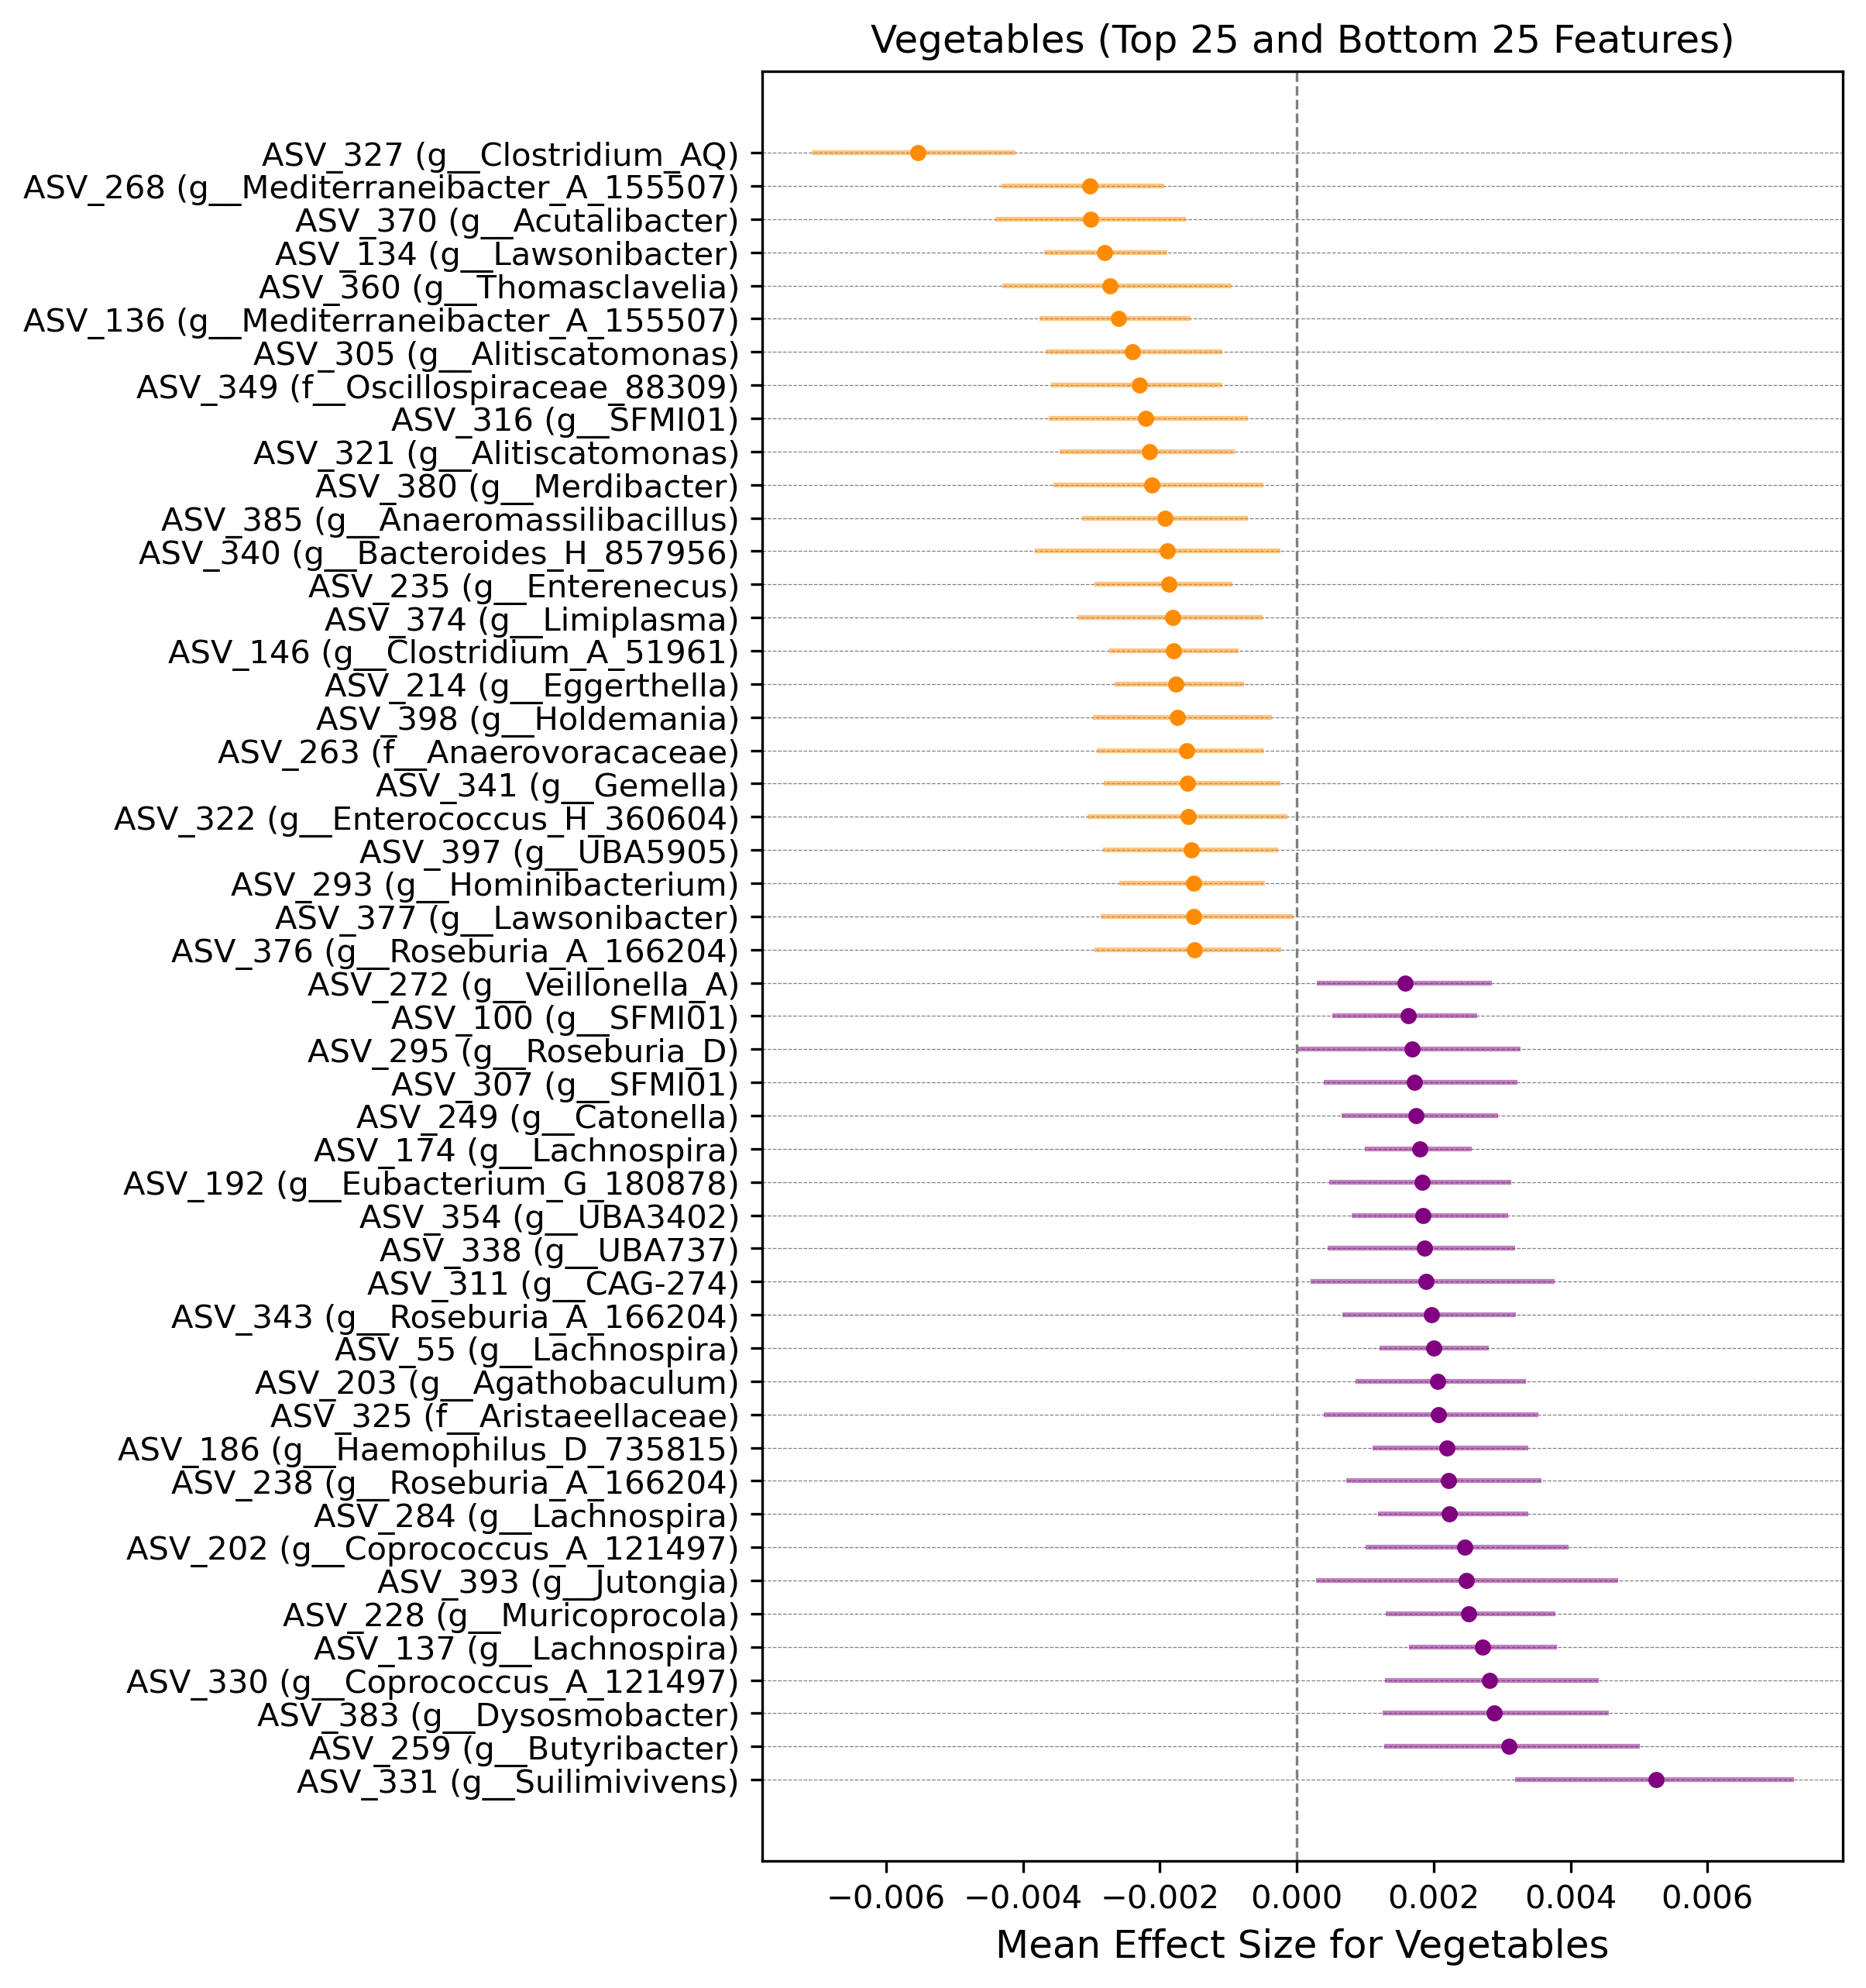 Vegetables (Top 25 and Bottom 25 Features)
ASV_327 (g__Clostridium_AQ)
ASV_268 (g__Mediterraneibacter_A_155507)
ASV_370 (g__Acutalibacter)
ASV_134 (g__Lawsonibacter)
ASV_360 (g__Thomasclavelia)
ASV_136 (g__Mediterraneibacter_A_155507)
ASV_305 (g__Alitiscatomonas)
ASV_349 (f__Oscillospiraceae_88309)
ASV_316 (g__SFMI01)
ASV_321 (g__Alitiscatomonas)
ASV_380 (g__Merdibacter)
ASV_385 (g__Anaeromassilibacillus)
ASV_340 (g__Bacteroides_H_857956)
ASV_235 (g__Enterenecus)
ASV_374 (g__Limiplasma)
ASV_146 (g__Clostridium_A_51961)
ASV_214 (g__Eggerthella)
ASV_398 (g__Holdemania)
ASV_263 (f__Anaerovoracaceae)
ASV_341 (g__Gemella)
ASV_322 (g__Enterococcus_H_360604)
ASV_397 (g__UBA5905)
ASV_293 (g__Hominibacterium)
ASV_377 (g__Lawsonibacter)
ASV_376 (g__Roseburia_A_166204)
ASV_272 (g__Veillonella_A)
ASV_100 (g__SFMI01)
ASV_295 (g__Roseburia_D)
ASV_307 (g__SFMI01)
ASV_249 (g__Catonella)
ASV_174 (g__Lachnospira)
ASV_192 (g__Eubacterium_G_180878)
ASV_354 (g__UBA3402)
ASV_338 (g__UBA737)
ASV_311 (g__CAG-274)
ASV_343 (g__Roseburia_A_166204)
ASV_55 (g__Lachnospira)
ASV_203 (g__Agathobaculum)
ASV_325 (f__Aristaeellaceae)
ASV_186 (g__Haemophilus_D_735815)
ASV_238 (g__Roseburia_A_166204)
ASV_284 (g__Lachnospira)
ASV_202 (g__Coprococcus_A_121497)
ASV_393 (g__Jutongia)
ASV_228 (g__Muricoprocola)
ASV_137 (g__Lachnospira)
ASV_330 (g__Coprococcus_A_121497)
ASV_383 (g__Dysosmobacter)
ASV_259 (g__Butyribacter)
ASV_331 (g__Suilimivivens)
−0.006 −0.004 −0.002 0.000 0.002 0.004 0.006
Mean Effect Size for Vegetables